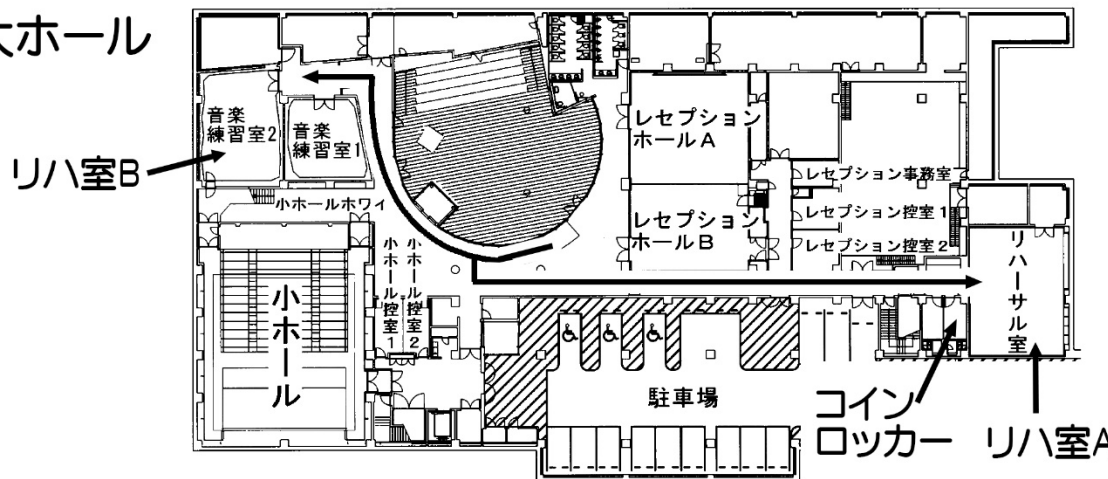 大ホール
音楽
練習室2
音楽
練習室1
リハ室B
小ホールホワイ
レセプション
ホールA
レセプション
ホールB
レセプション事務室
レセプション控室1
レセプション控室2
リハーサル室
小ホール控室1
小ホール控室2
小ホール
駐車場
コイン
ロッカー
リハ室A